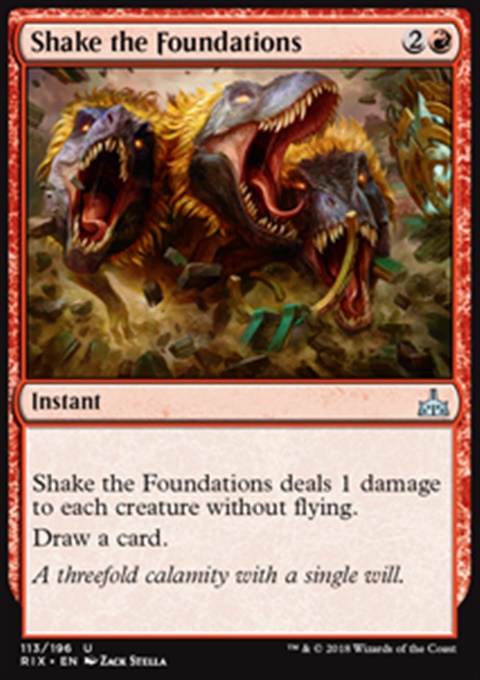 Shake the Foundations 2
Instant
Shake the Foundations deals 1 damage
to each creature without flying.
Draw a card.
A threefold calamity with a single will.
113/196 U
RIX • EN Zack Stella
™ & © 2018 Wizards of the Coast